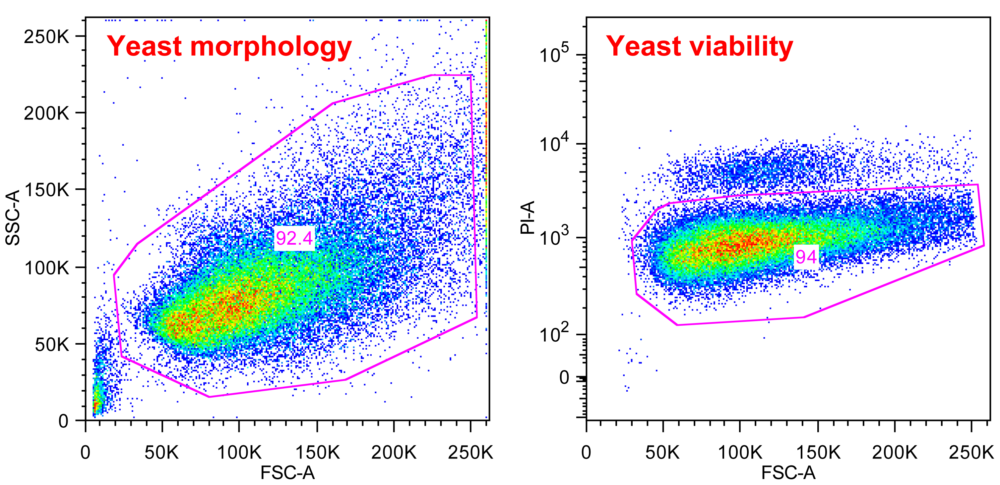 Yeast morphology
250K
200K
150K
100K
50K
0
SSC-A
92.4
0 50K 100K 150K 200K 250K
FSC-A
Yeast viability
10^5
10^4
10^3
10^2
0
PI-A
94
0 50K 100K 150K 200K 250K
FSC-A